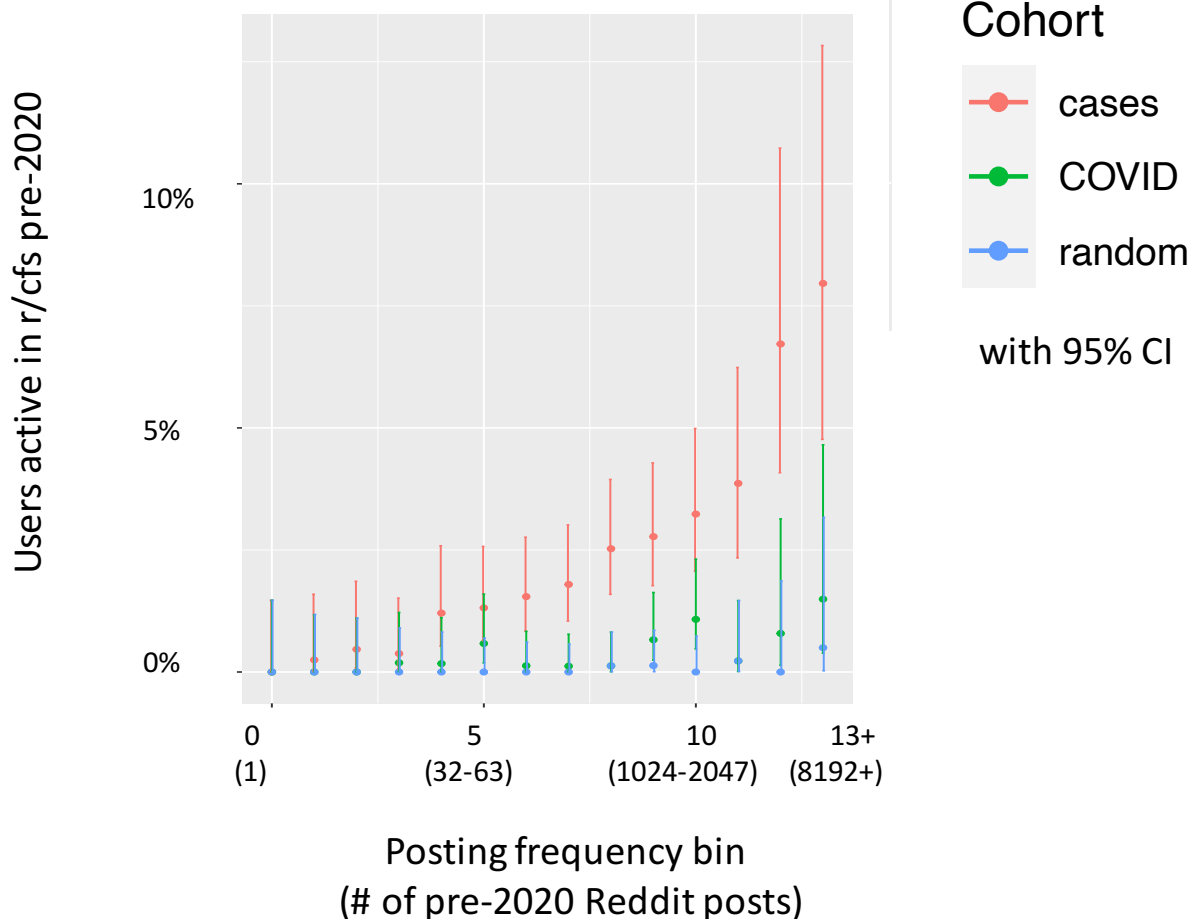 Users active in r/cfs pre-2020
10%
5%
0%
0
5
10
13+
(1)
(32-63)
(1024-2047)
(8192+)
Posting frequency bin
(# of pre-2020 Reddit posts)
Cohort
cases
COVID
random
with 95% CI